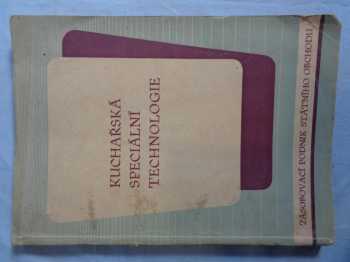 KUCHAŘSKÁ
SPECIÁLNÍ
TECHNOLOGIE
ZÁSOBOVACÍ PODNIK STÁTNÍHO OBCHODU